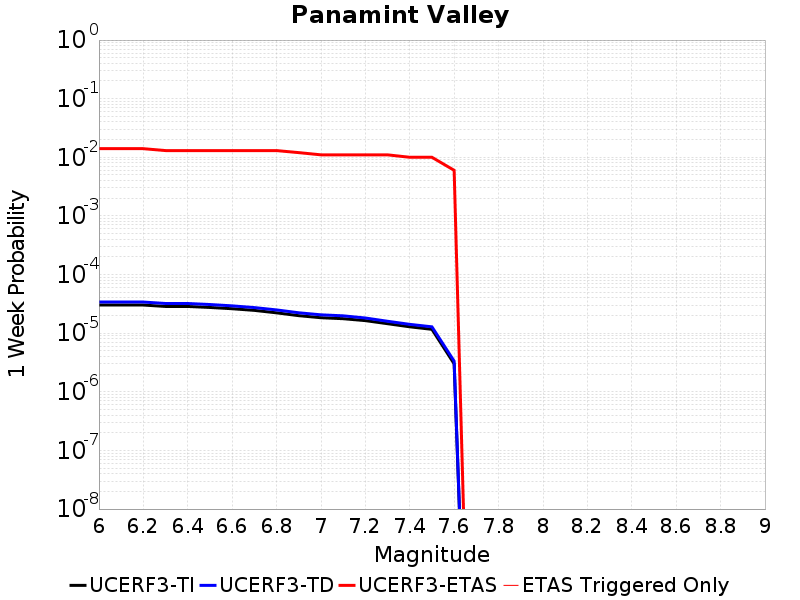 Panamint Valley
1 Week Probability
10^0
10^-1
10^-2
10^-3
10^-4
10^-5
10^-6
10^-7
10^-8
6 6.2 6.4 6.6 6.8 7 7.2 7.4 7.6 7.8 8 8.2 8.4 8.6 8.8 9
Magnitude
UCERF3-TI UCERF3-TD UCERF3-ETAS ETAS Triggered Only